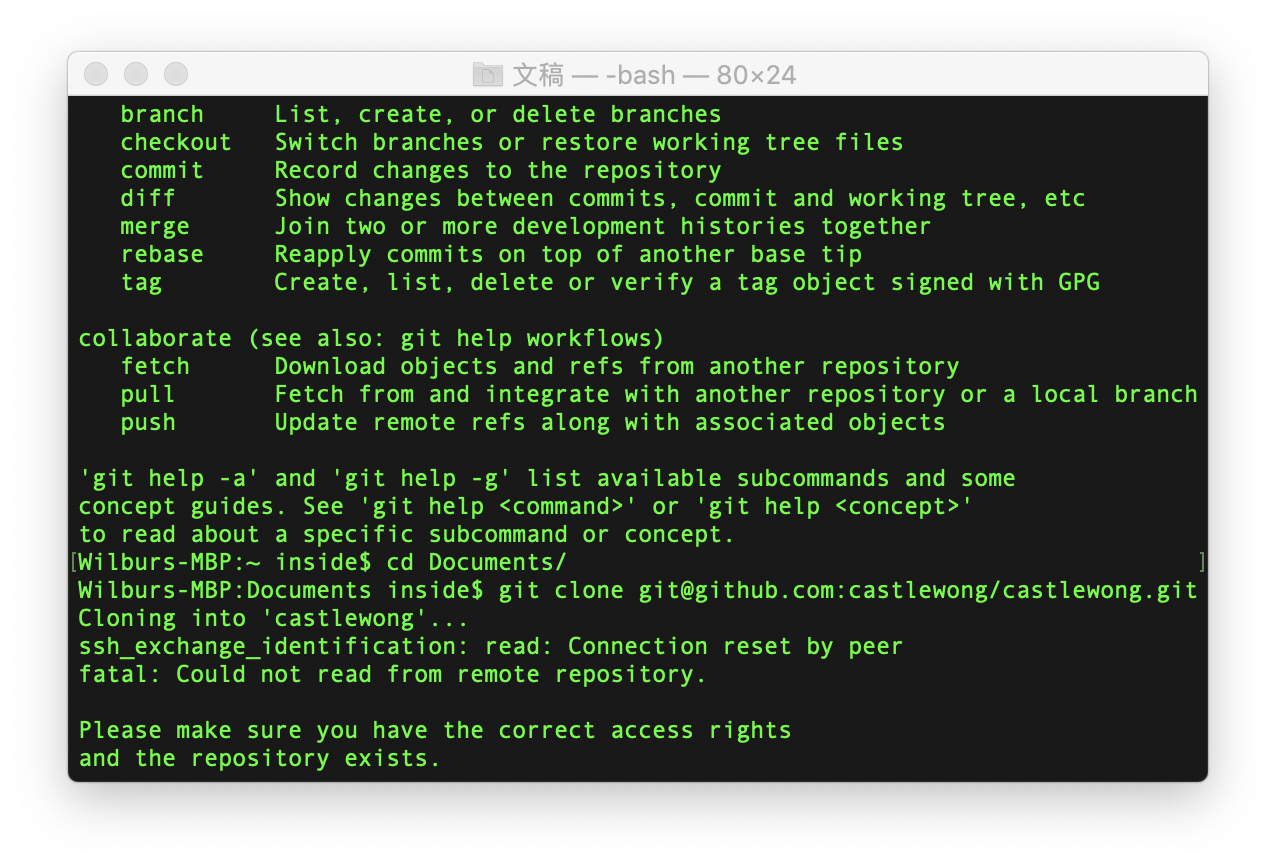 文稿 — -bash — 80×24
branch     List, create, or delete branches
checkout   Switch branches or restore working tree files
commit     Record changes to the repository
diff       Show changes between commits, commit and working tree, etc
merge      Join two or more development histories together
rebase     Reapply commits on top of another base tip
tag        Create, list, delete or verify a tag object signed with GPG
collaborate (see also: git help workflows)
fetch      Download objects and refs from another repository
pull       Fetch from and integrate with another repository or a local branch
push       Update remote refs along with associated objects
'git help -a' and 'git help -g' list available subcommands and some
concept guides. See 'git help <command>' or 'git help <concept>'
to read about a specific subcommand or concept.
[Wilburs-MBP:~ inside$ cd Documents/ ]
Wilburs-MBP:Documents inside$ git clone git@github.com:castlewong/castlewong.git
Cloning into 'castlewong'...
ssh_exchange_identification: read: Connection reset by peer
fatal: Could not read from remote repository.
Please make sure you have the correct access rights
and the repository exists.